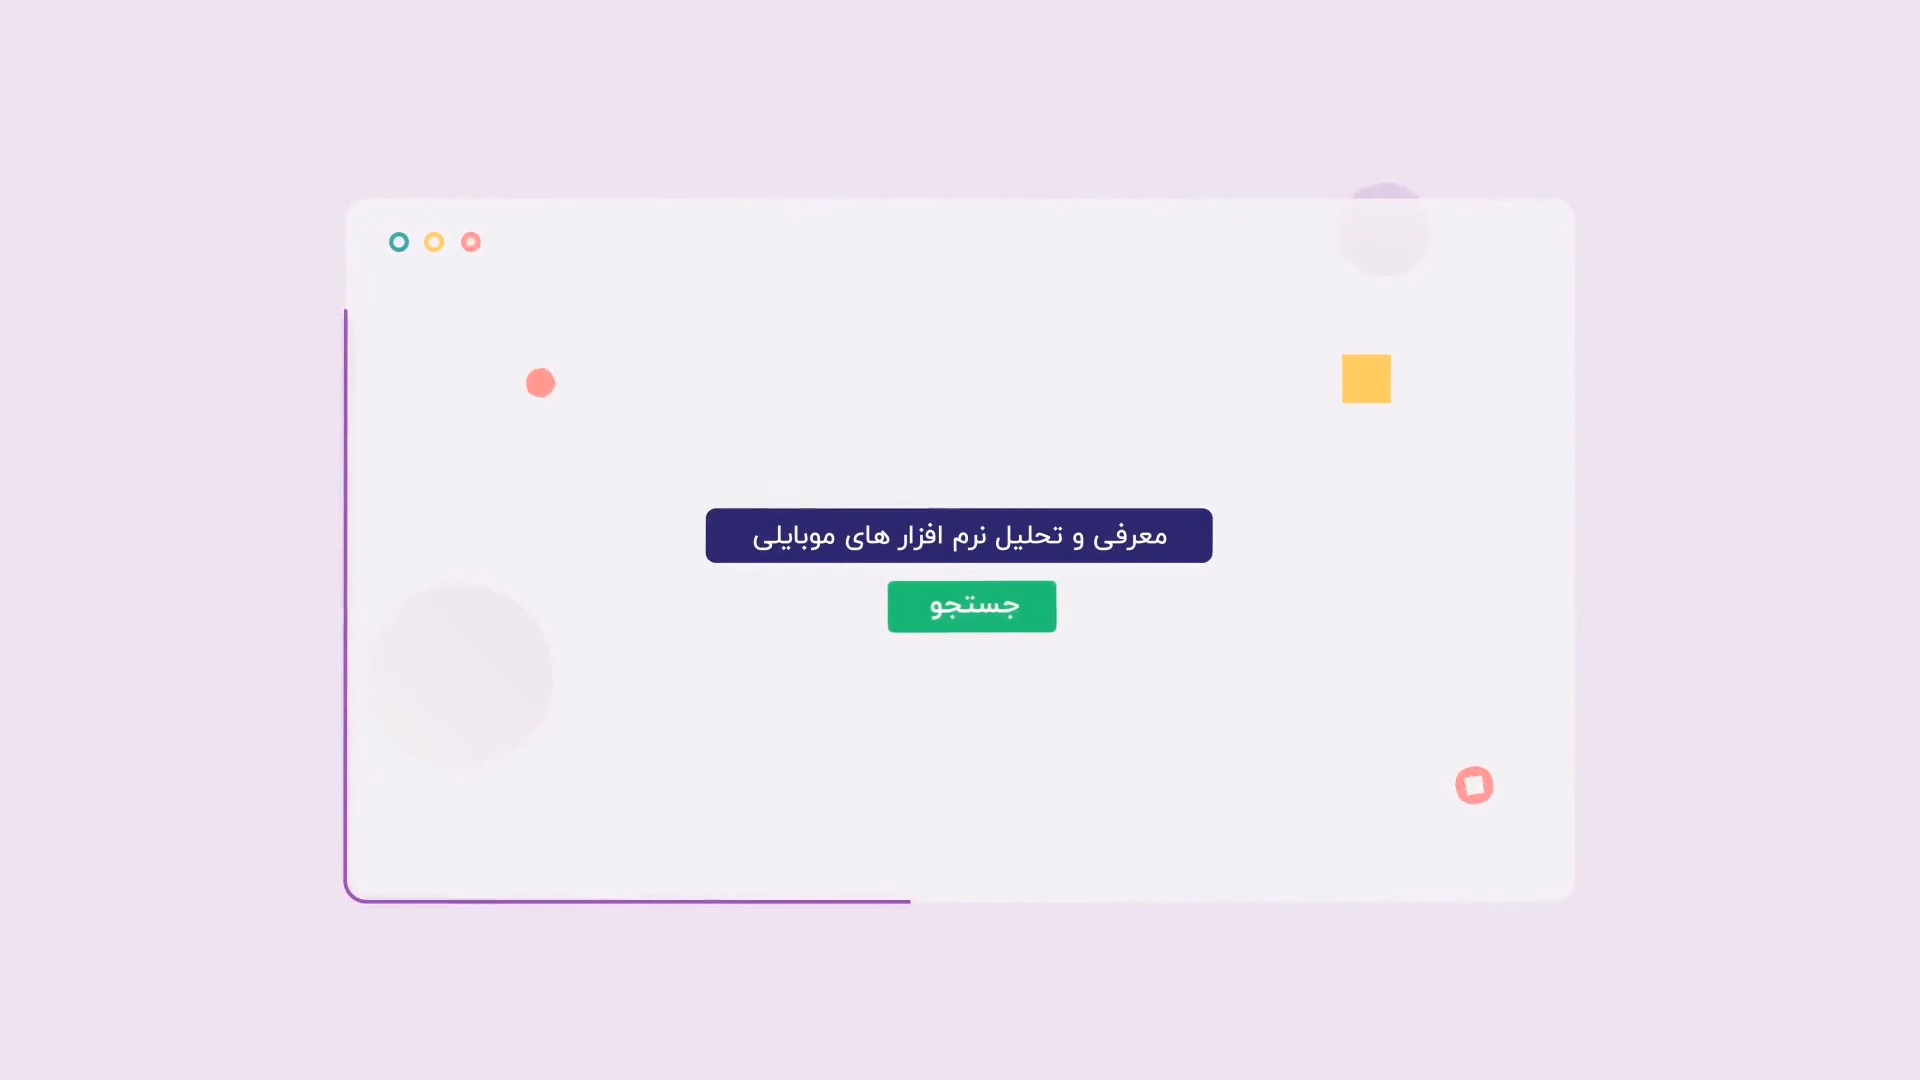 معرفی و تحلیل نرم افزار های موبایلی
جستجو